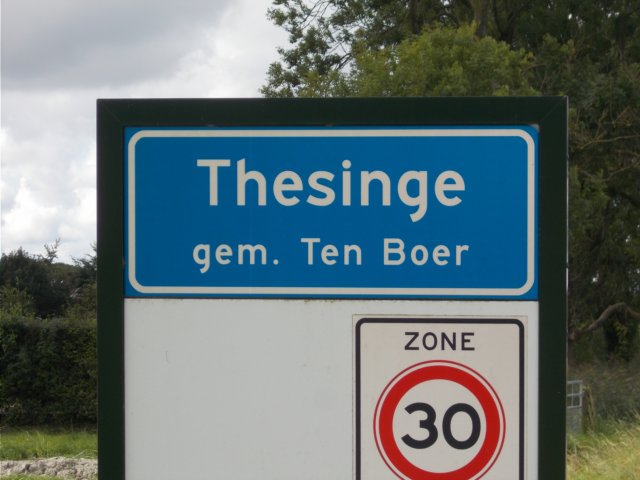 Thesinge
gem. Ten Boer
ZONE
30